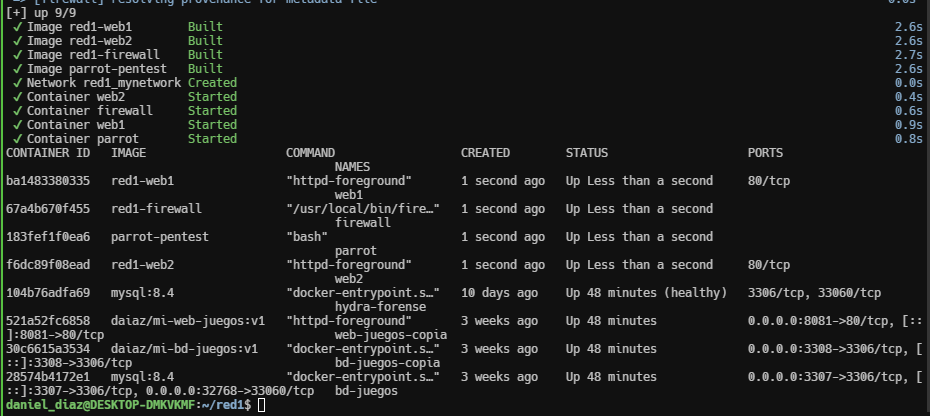 => [firewall] resolving provenance for metadata file 0.0s
[+] up 9/9
✓ Image red1-web1 Built 2.6s
✓ Image red1-web2 Built 2.6s
✓ Image red1-firewall Built 2.7s
✓ Image parrot-pentest Built 2.6s
✓ Network red1_mynetwork Created 0.0s
✓ Container web2 Started 0.4s
✓ Container firewall Started 0.6s
✓ Container web1 Started 0.9s
✓ Container parrot Started 0.8s
CONTAINER ID IMAGE COMMAND CREATED STATUS PORTS
NAMES
ba1483380335 red1-web1 "httpd-foreground" 1 second ago Up Less than a second 80/tcp
web1
67a4b670f455 red1-firewall "/usr/local/bin/fire…" 1 second ago Up Less than a second
firewall
183fef1f0ea6 parrot-pentest "bash" 1 second ago Up Less than a second
parrot
f6dc89f08ead red1-web2 "httpd-foreground" 1 second ago Up Less than a second 80/tcp
web2
104b76adfa69 mysql:8.4 "docker-entrypoint.s…" 10 days ago Up 48 minutes (healthy) 3306/tcp, 33060/tcp
hydra-forense
521a52fc6858 daiaz/mi-web-juegos:v1 "httpd-foreground" 3 weeks ago Up 48 minutes 0.0.0.0:8081->80/tcp, [::
]:8081->80/tcp web-juegos-copia
30c6615a3534 daiaz/mi-bd-juegos:v1 "docker-entrypoint.s…" 3 weeks ago Up 48 minutes 0.0.0.0:3308->3306/tcp, [
::]:3308->3306/tcp bd-juegos-copia
28574b4172e1 mysql:8.4 "docker-entrypoint.s…" 3 weeks ago Up 48 minutes 0.0.0.0:3307->3306/tcp, [
::]:3307->3306/tcp, 0.0.0.0:32768->33060/tcp bd-juegos
daniel_diaz@DESKTOP-DMKVKMF:~/red1$